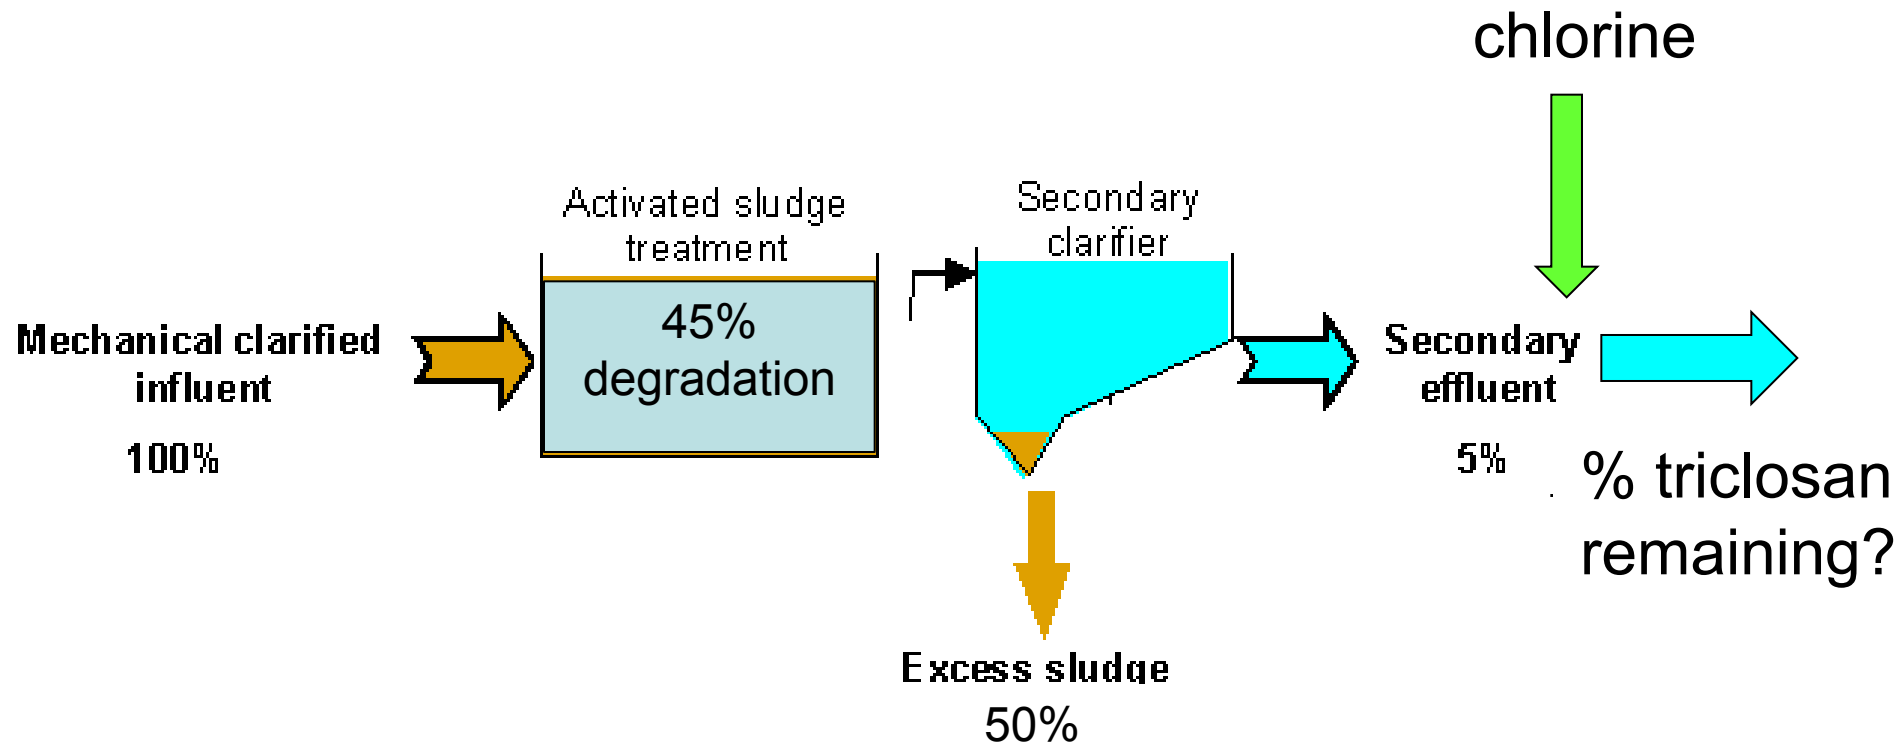 chlorine
Activated sludge
treatment
Secondary
clarifier
45%
degradation
Mechanical clarified
influent
100%
Secondary
effluent
5%
% triclosan
remaining?
Excess sludge
50%